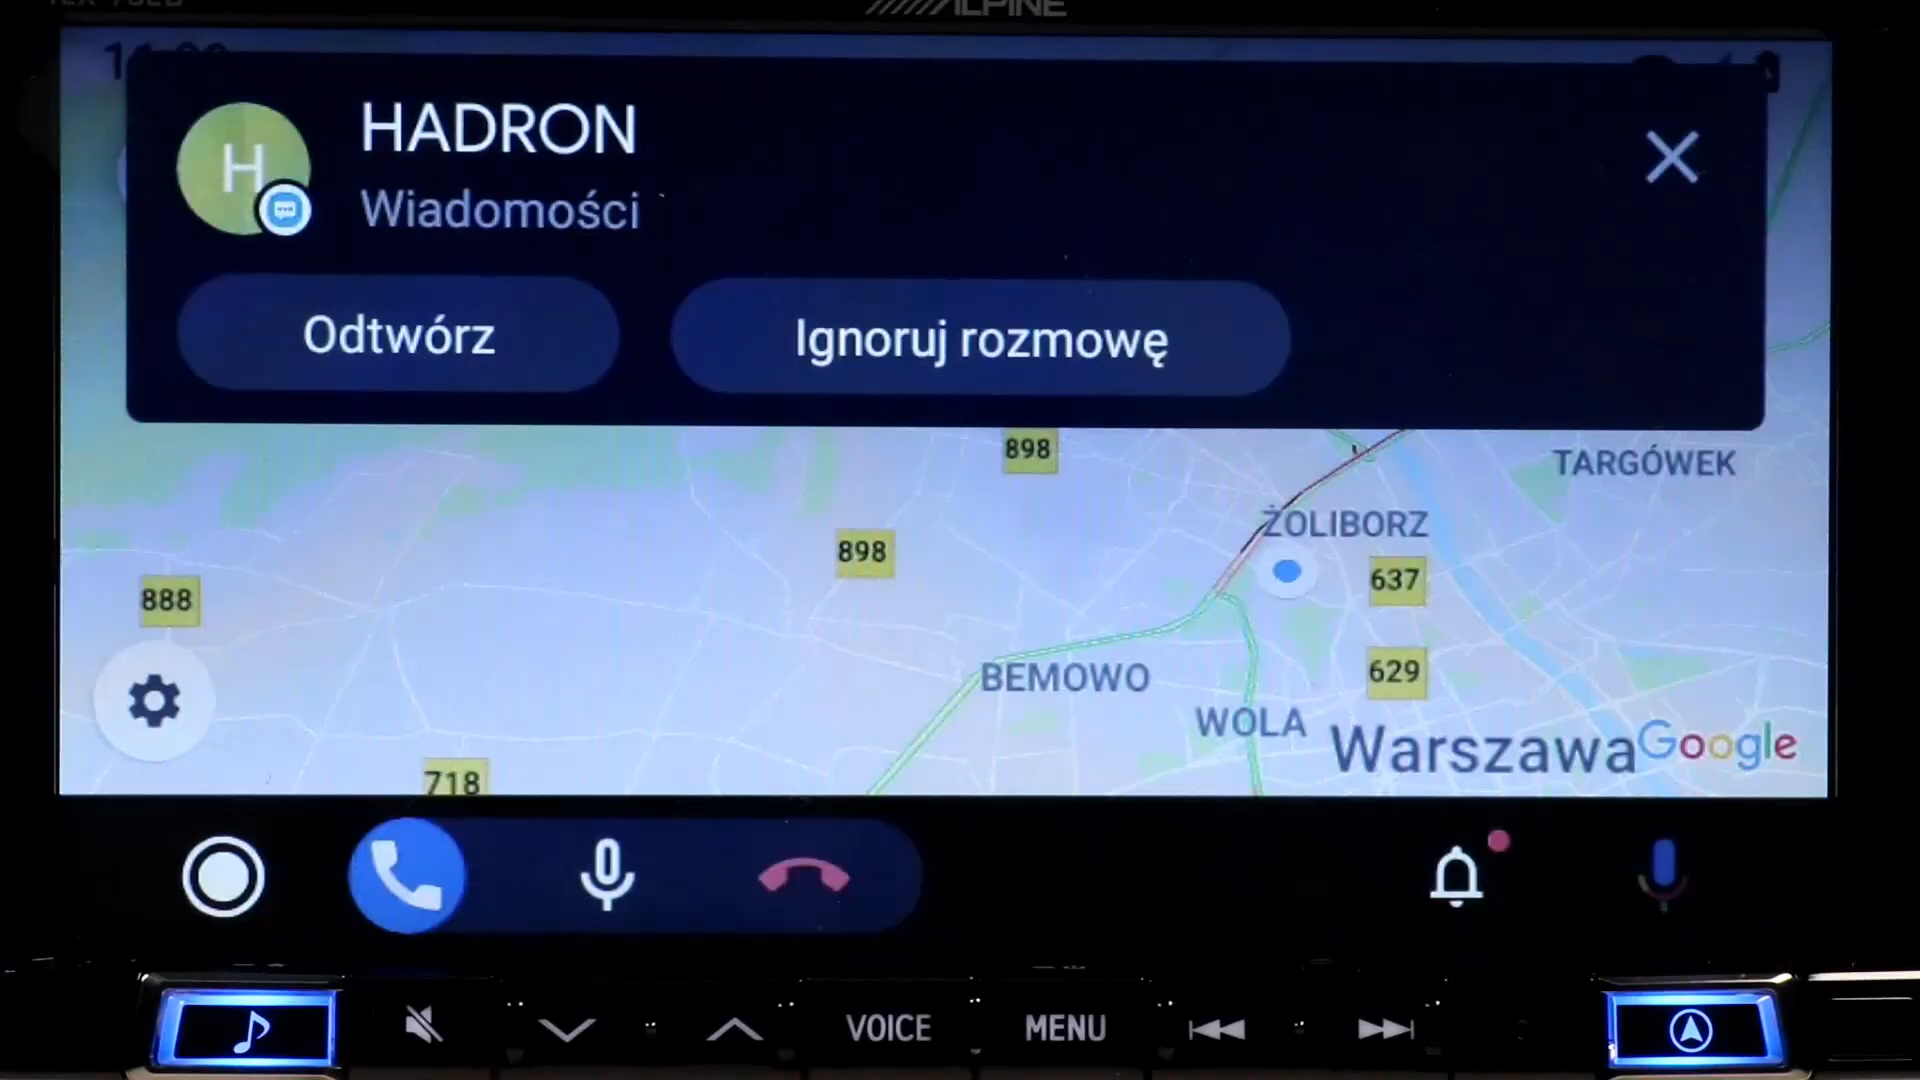 ALPINE
HADRON
H
Wiadomości
Odtwórz
Ignoruj rozmowę
898
TARGÓWEK
ŻOLIBORZ
898
637
888
629
BEMOWO
WOLA
Warszawa
Google
718
VOICE
MENU